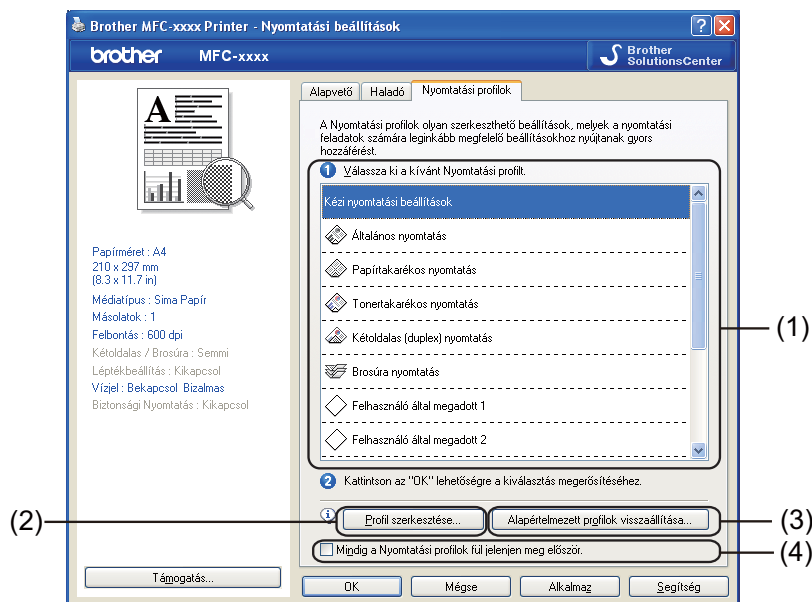 Brother MFC-xxxx Printer - Nyomtatási beállítások
brother MFC-xxxx
Brother
SolutionsCenter
A
Papírméret : A4
210 x 297 mm
(8.3 x 11.7 in)
Médiatípus : Sima Papír
Másolatok : 1
Felbontás : 600 dpi
Kétoldalas / Brosúra : Semmi
Léptékbeállítás : Kikapcsol
Vízjel : Bekapcsol Bizalmas
Biztonsági Nyomtatás : Kikapcsol
Támogatás...
Alapvető Haladó Nyomtatási profilok
A Nyomtatási profilok olyan szerkeszthető beállítások, melyek a nyomtatási
feladatok számára leginkább megfelelő beállításokhoz nyújtanak gyors
hozzáférést.
1 Válassza ki a kívánt Nyomtatási profilt.
Kézi nyomtatási beállítások
Általános nyomtatás
Papírtakarékos nyomtatás
Tonertakarékos nyomtatás
Kétoldalas (duplex) nyomtatás
Brosúra nyomtatás
Felhasználó által megadott 1
Felhasználó által megadott 2
(1)
2 Kattintson az "OK" lehetőségre a kiválasztás megerősítéséhez.
(2) Profil szerkesztése... Alapértelmezett profilok visszaállítása... (3)
Mindig a Nyomtatási profilok fül jelenjen meg először. (4)
OK Mégse Alkalmaz Segítség